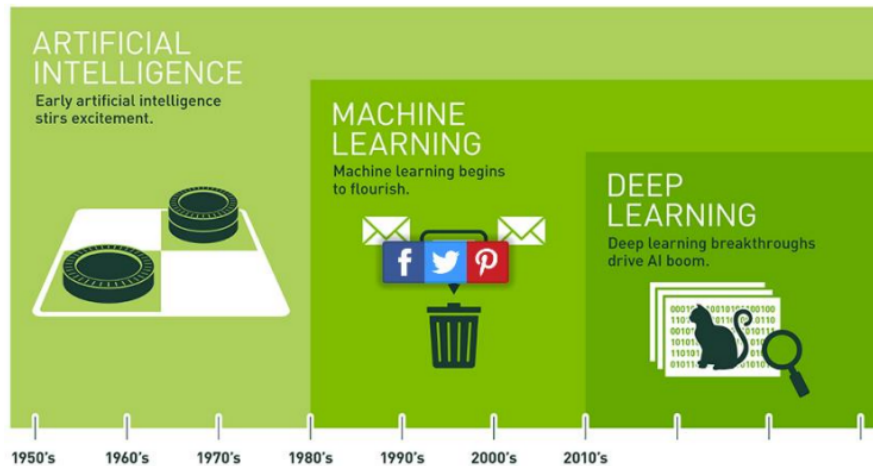 ARTIFICIAL
INTELLIGENCE
Early artificial intelligence
stirs excitement.
MACHINE
LEARNING
Machine learning begins
to flourish.
DEEP
LEARNING
Deep learning breakthroughs
drive AI boom.
1950's 1960's 1970's 1980's 1990's 2000's 2010's